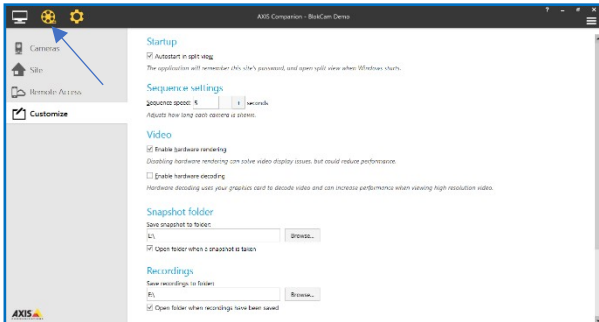 AXIS Companion - BlokCam Demo
Cameras
Site
Remote Access
Customize
Startup
Autostart in split view
The application will remember this site's password, and open split view when Windows starts.
Sequence settings
Sequence speed: 5 seconds
Adjusts how long each camera is shown.
Video
Enable hardware rendering
Disabling hardware rendering can solve video display issues, but could reduce performance.
Enable hardware decoding
Hardware decoding uses your graphics card to decode video and can increase performance when viewing high resolution video.
Snapshot folder
Save snapshot to folder:
E:\ Browse...
Open folder when a snapshot is taken
Recordings
Save recordings to folder:
E:\ Browse...
Open folder when recordings have been saved
AXIS